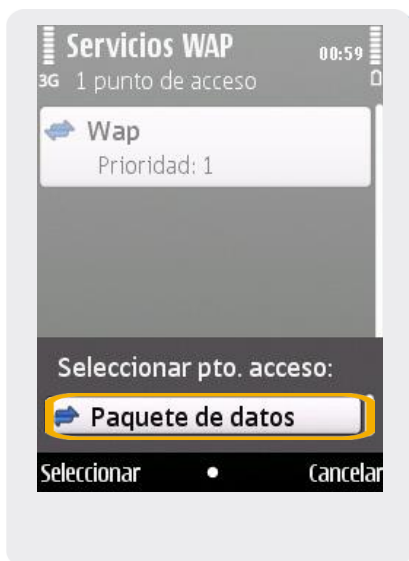 Servicios WAP 00:59
3G 1 punto de acceso
Wap
Prioridad: 1
Seleccionar pto. acceso:
Paquete de datos
Seleccionar Cancelar